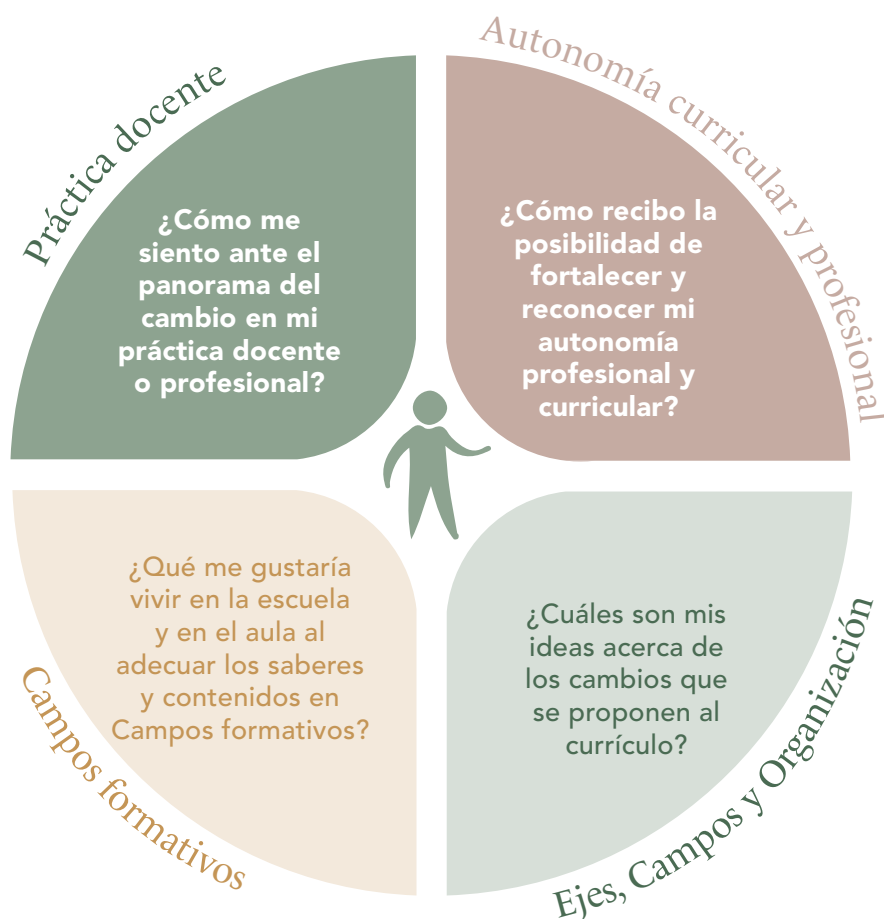 Práctica docente
¿Cómo me
siento ante el
panorama del
cambio en mi
práctica docente
o profesional?
Autonomía curricular y profesional
¿Cómo recibo la
posibilidad de
fortalecer y
reconocer mi
autonomía
profesional y
curricular?
Campos formativos
¿Qué me gustaría
vivir en la escuela
y en el aula al
adecuar los saberes
y contenidos en
Campos formativos?
Ejes, Campos y Organización
¿Cuáles son mis
ideas acerca de
los cambios que
se proponen al
currículo?